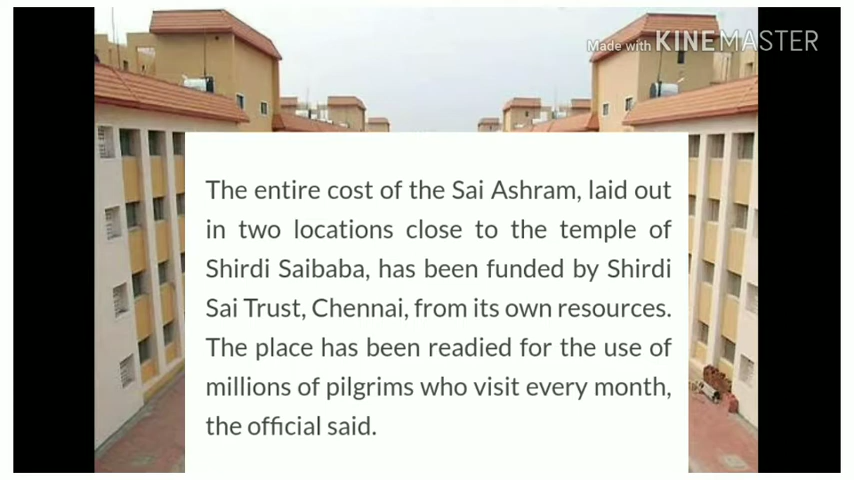 Made with KINEMASTER
The entire cost of the Sai Ashram, laid out
in two locations close to the temple of
Shirdi Saibaba, has been funded by Shirdi
Sai Trust, Chennai, from its own resources.
The place has been readied for the use of
millions of pilgrims who visit every month,
the official said.